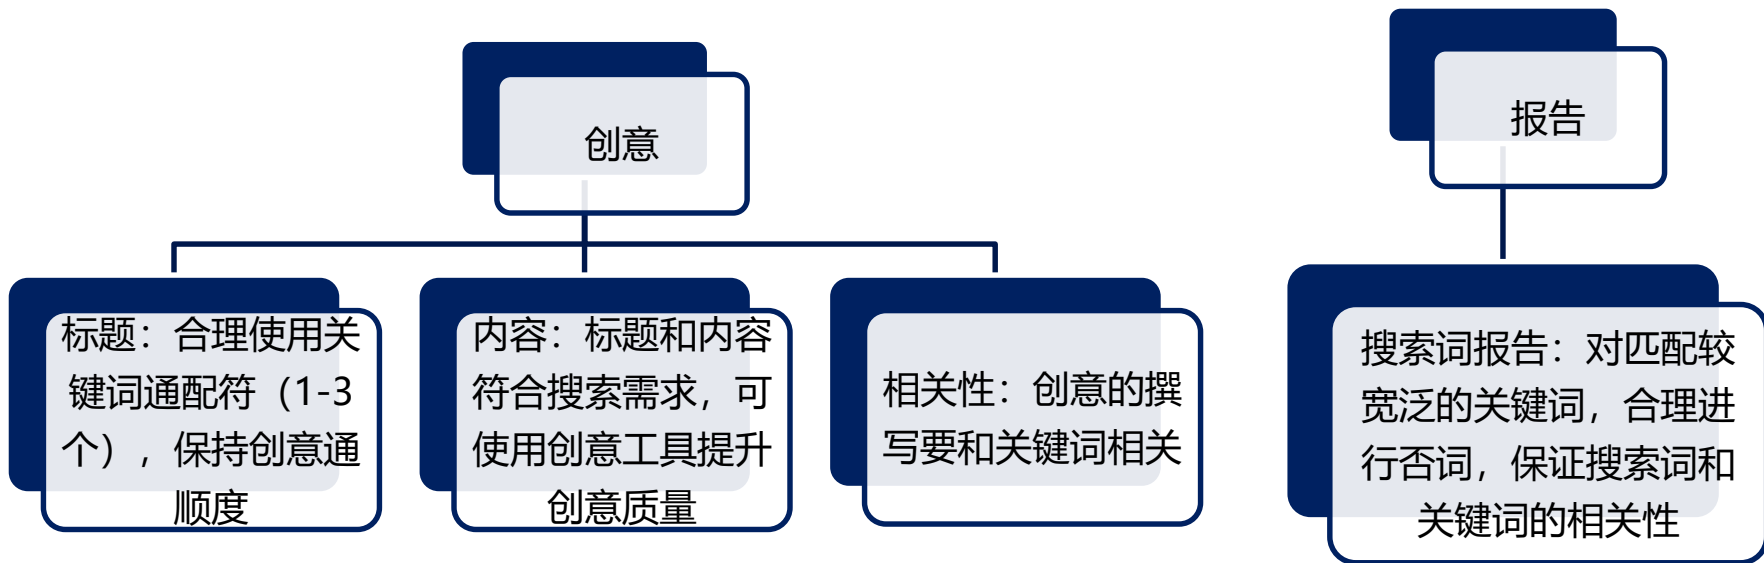 创意
标题：合理使用关
键词通配符（1-3
个），保持创意通
顺度
内容：标题和内容
符合搜索需求，可
使用创意工具提升
创意质量
相关性：创意的撰
写要和关键词相关
报告
搜索词报告：对匹配较
宽泛的关键词，合理进
行否词，保证搜索词和
关键词的相关性